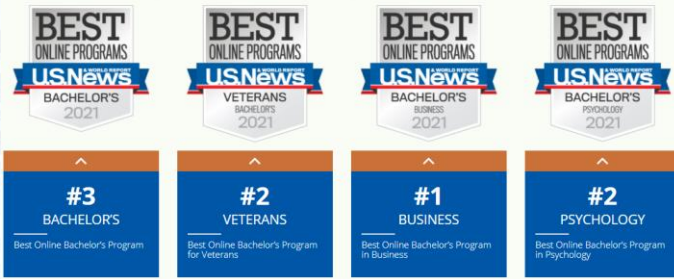 BEST
ONLINE PROGRAMS
& WORLD REPORT
U.S.News
BACHELOR'S
2021
BEST
ONLINE PROGRAMS
& WORLD REPORT
U.S.News
VETERANS
BACHELOR'S
2021
BEST
ONLINE PROGRAMS
& WORLD REPORT
U.S.News
BACHELOR'S
BUSINESS
2021
BEST
ONLINE PROGRAMS
& WORLD REPORT
U.S.News
BACHELOR'S
PSYCHOLOGY
2021
#3
BACHELOR'S
Best Online Bachelor's Program
#2
VETERANS
Best Online Bachelor's Program
for Veterans
#1
BUSINESS
Best Online Bachelor's Program
in Business
#2
PSYCHOLOGY
Best Online Bachelor's Program
in Psychology